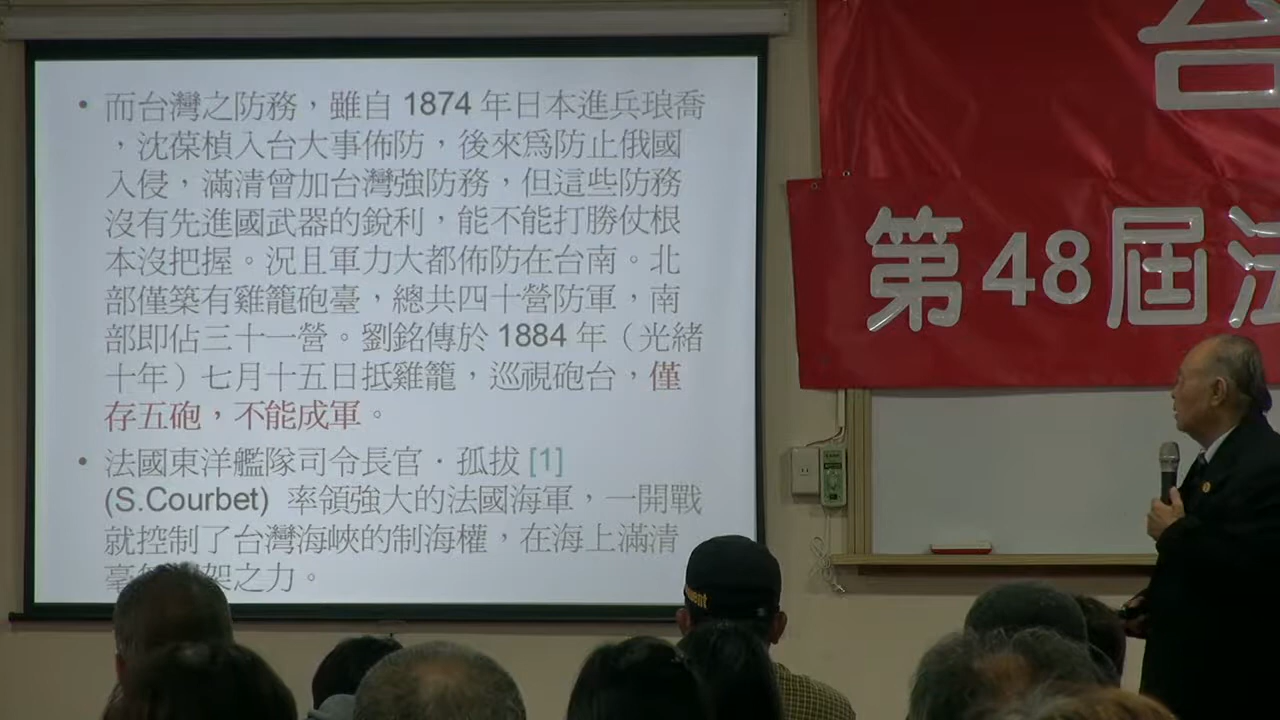 • 而台灣之防務，雖自 1874 年日本進兵琅喬
，沈葆楨入台大事佈防，後來為防止俄國
入侵，滿清曾加台灣強防務，但這些防務
沒有先進國武器的銳利，能不能打勝仗根
本沒把握。況且軍力大都佈防在台南。北
部僅築有雞籠砲臺，總共四十營防軍，南
部即佔三十一營。劉銘傳於 1884 年（光緒
十年）七月十五日抵雞籠，巡視砲台，僅
存五砲，不能成軍。
• 法國東洋艦隊司令長官．孤拔 [1]
(S.Courbet) 率領強大的法國海軍，一開戰
就控制了台灣海峽的制海權，在海上滿清
毫 架之力。
台
第48屆法